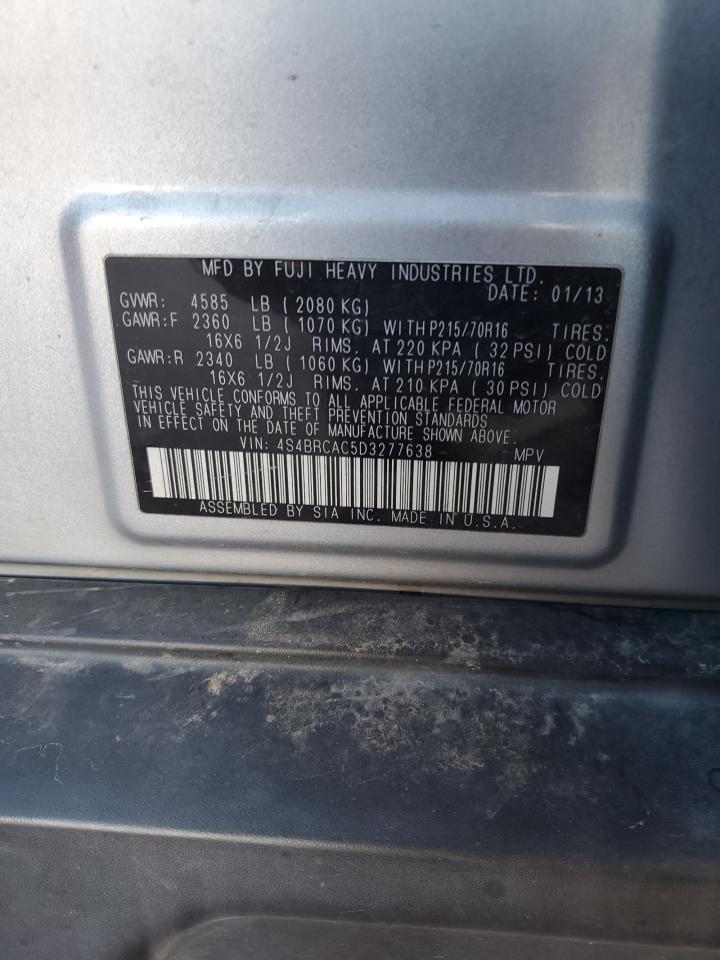 MFD BY FUJI HEAVY INDUSTRIES LTD.
DATE: 01/13
GVWR: 4585 LB ( 2080 KG)
GAWR:F 2360 LB ( 1070 KG) WITH P215/70R16 TIRES.
16X6 1/2J RIMS. AT 220 KPA ( 32 PSI) COLD
GAWR:R 2340 LB ( 1060 KG) WITH P215/70R16 TIRES.
16X6 1/2J RIMS. AT 210 KPA ( 30 PSI) COLD
THIS VEHICLE CONFORMS TO ALL APPLICABLE FEDERAL MOTOR
VEHICLE SAFETY AND THEFT PREVENTION STANDARDS
IN EFFECT ON THE DATE OF MANUFACTURE SHOWN ABOVE.
VIN: 4S4BRCAC5D3277638 MPV
ASSEMBLED BY SIA INC. MADE IN U.S.A.